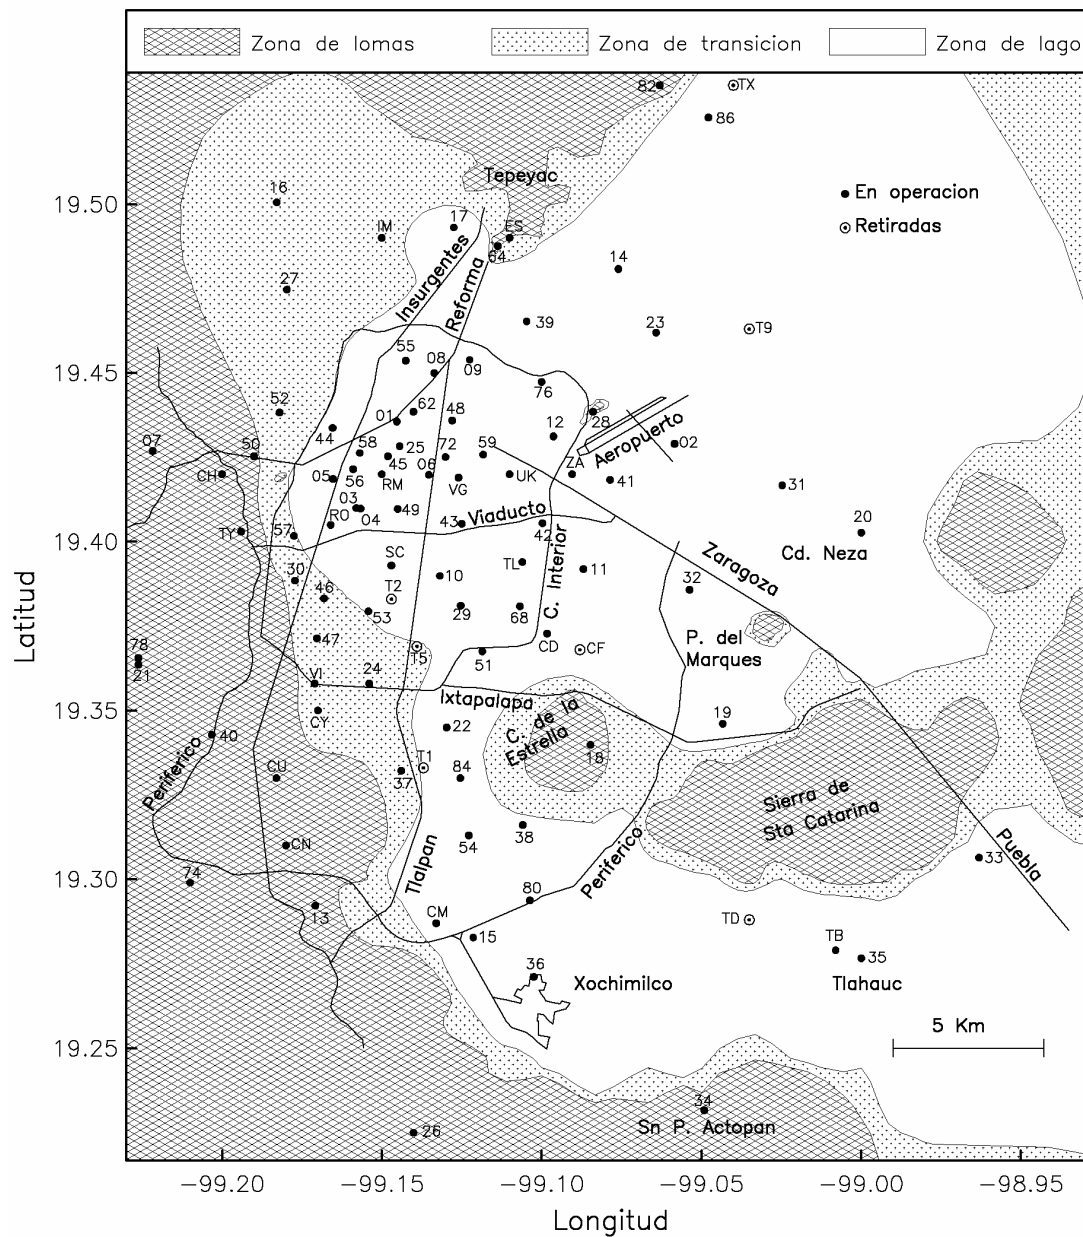 Zona de lomas
Zona de transicion
Zona de lago
82
TX
86
Tepeyac
En operacion
Retiradas
16
19.50
17
IM
ES
64
14
27
Insurgentes
Reforma
39
23
T9
55
08
09
19.45
76
52
62
48
01
12
28
Aeropuerto
44
02
07
50
58
25
72
59
45
06
ZA
CH
05
56
RM
VG
UK
41
31
03
04
49
Viaducto
20
RO
43
42
TY
57
Cd. Neza
19.40
SC
Zaragoza
TL
C. Interior
30
T2
10
11
32
46
53
29
68
47
T5
51
CD
CF
P. del
Marques
78
21
VI
24
Ixtapalapa
C. de la
Estrella
19.35
CY
22
19
40
T1
18
Periferico
CU
37
84
Sierra de
Sta Catarina
CN
54
38
Periferico
Puebla
33
Tlalpan
19.30
74
80
13
CM
15
TD
TB
35
36
Xochimilco
Tlahauc
5 Km
19.25
34
Sn P. Actopan
26
−99.20
−99.15
−99.10
−99.05
−99.00
−98.95
Latitud
Longitud